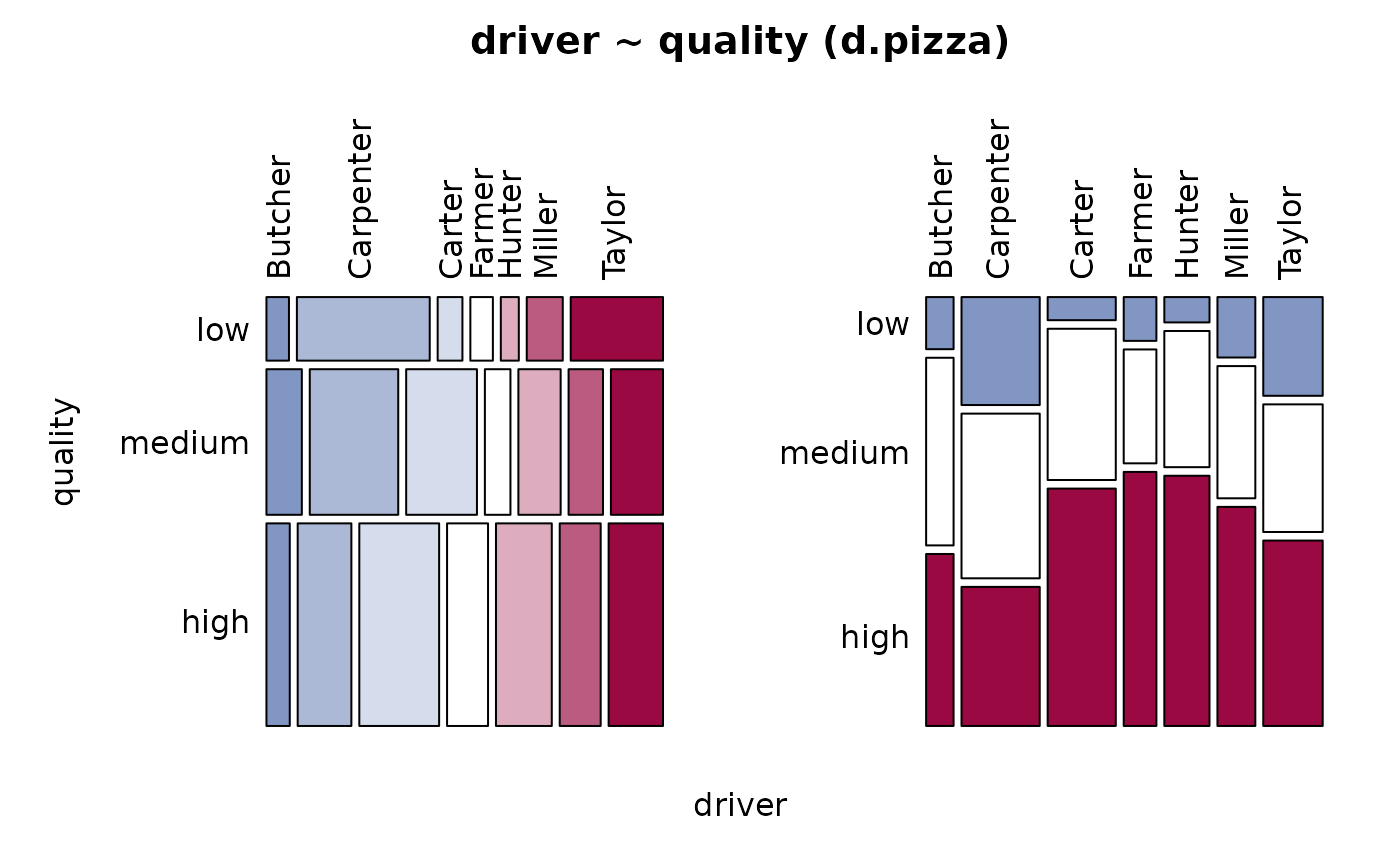 driver ~ quality (d.pizza)
Butcher
Carpenter
Carter
Farmer
Hunter
Miller
Taylor
low
medium
high
quality
Butcher
Carpenter
Carter
Farmer
Hunter
Miller
Taylor
low
medium
high
driver